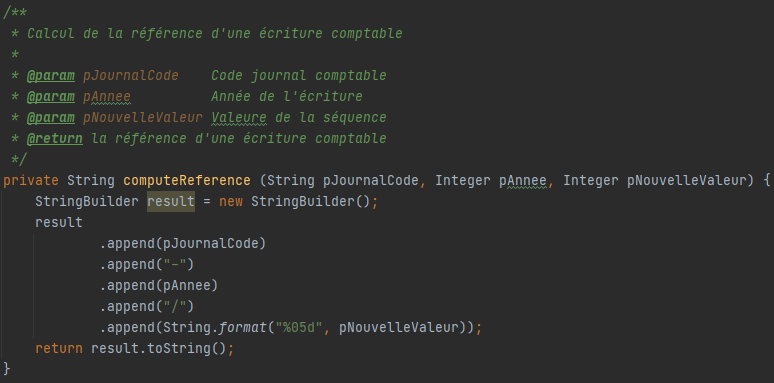 /**
 * Calcul de la référence d'une écriture comptable
 *
 * @param pJournalCode    Code journal comptable
 * @param pAnnee          Année de l'écriture
 * @param pNouvelleValeur Valeure de la séquence
 * @return la référence d'une écriture comptable
 */
private String computeReference (String pJournalCode, Integer pAnnee, Integer pNouvelleValeur) {
    StringBuilder result = new StringBuilder();
    result
            .append(pJournalCode)
            .append("-")
            .append(pAnnee)
            .append("/")
            .append(String.format("%05d", pNouvelleValeur));
    return result.toString();
}